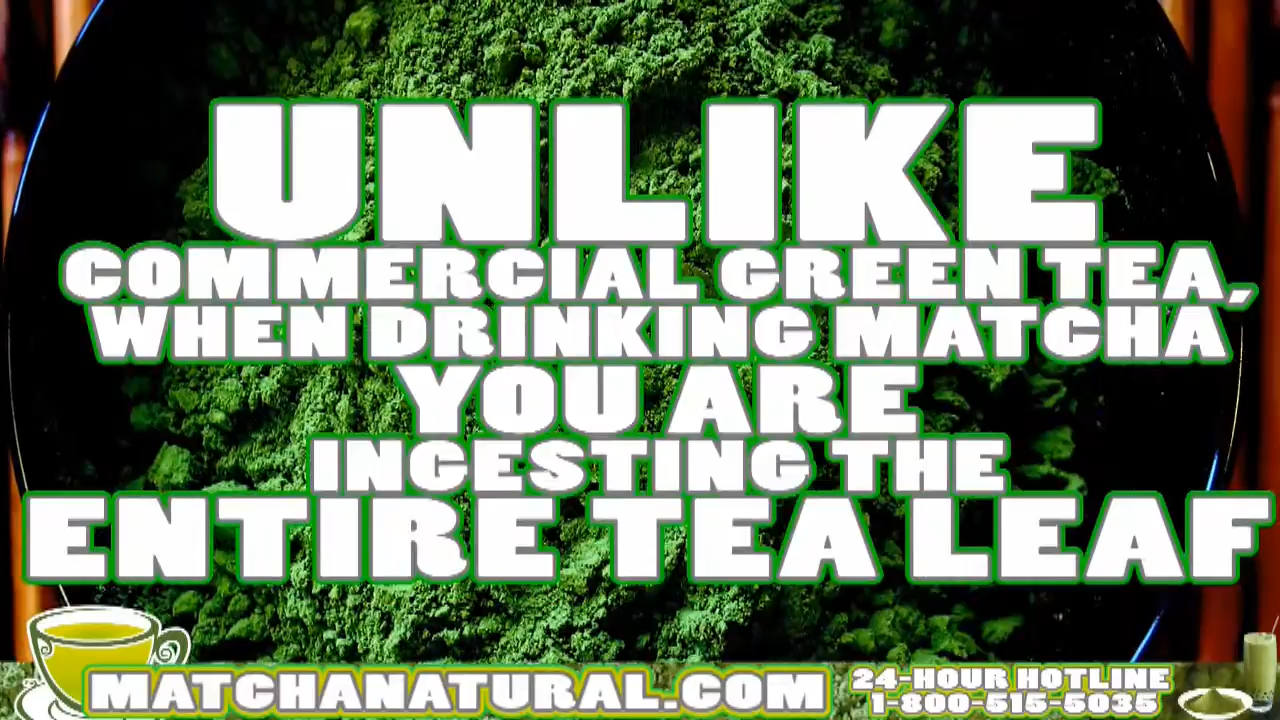 UNLIKE
COMMERCIAL GREEN TEA,
WHEN DRINKING MATCHA
YOU ARE
INGESTING THE
ENTIRE TEA LEAF
MATCHANATURAL.COM
24-HOUR HOTLINE
1-800-515-5035